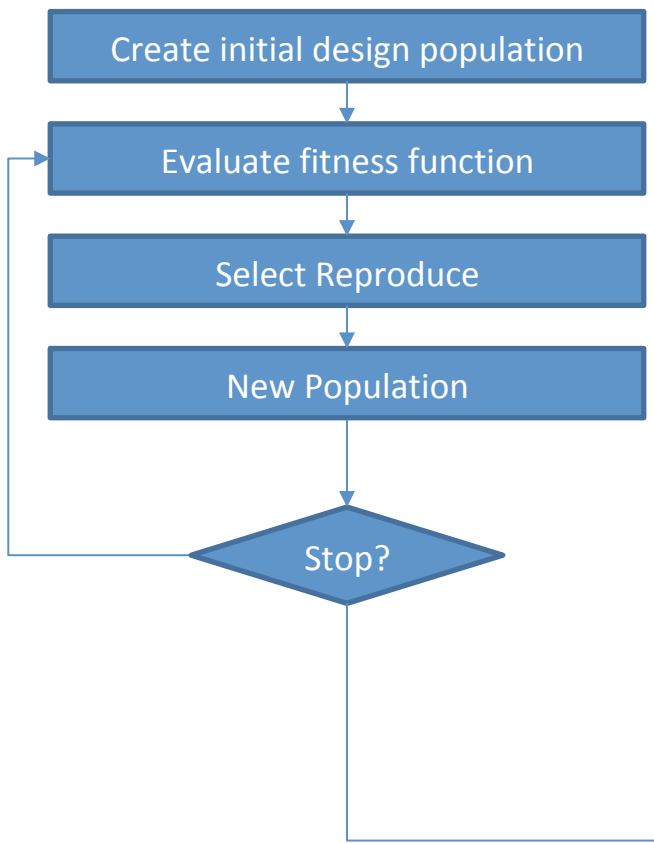 Create initial design population
Evaluate fitness function
Select Reproduce
New Population
Stop?